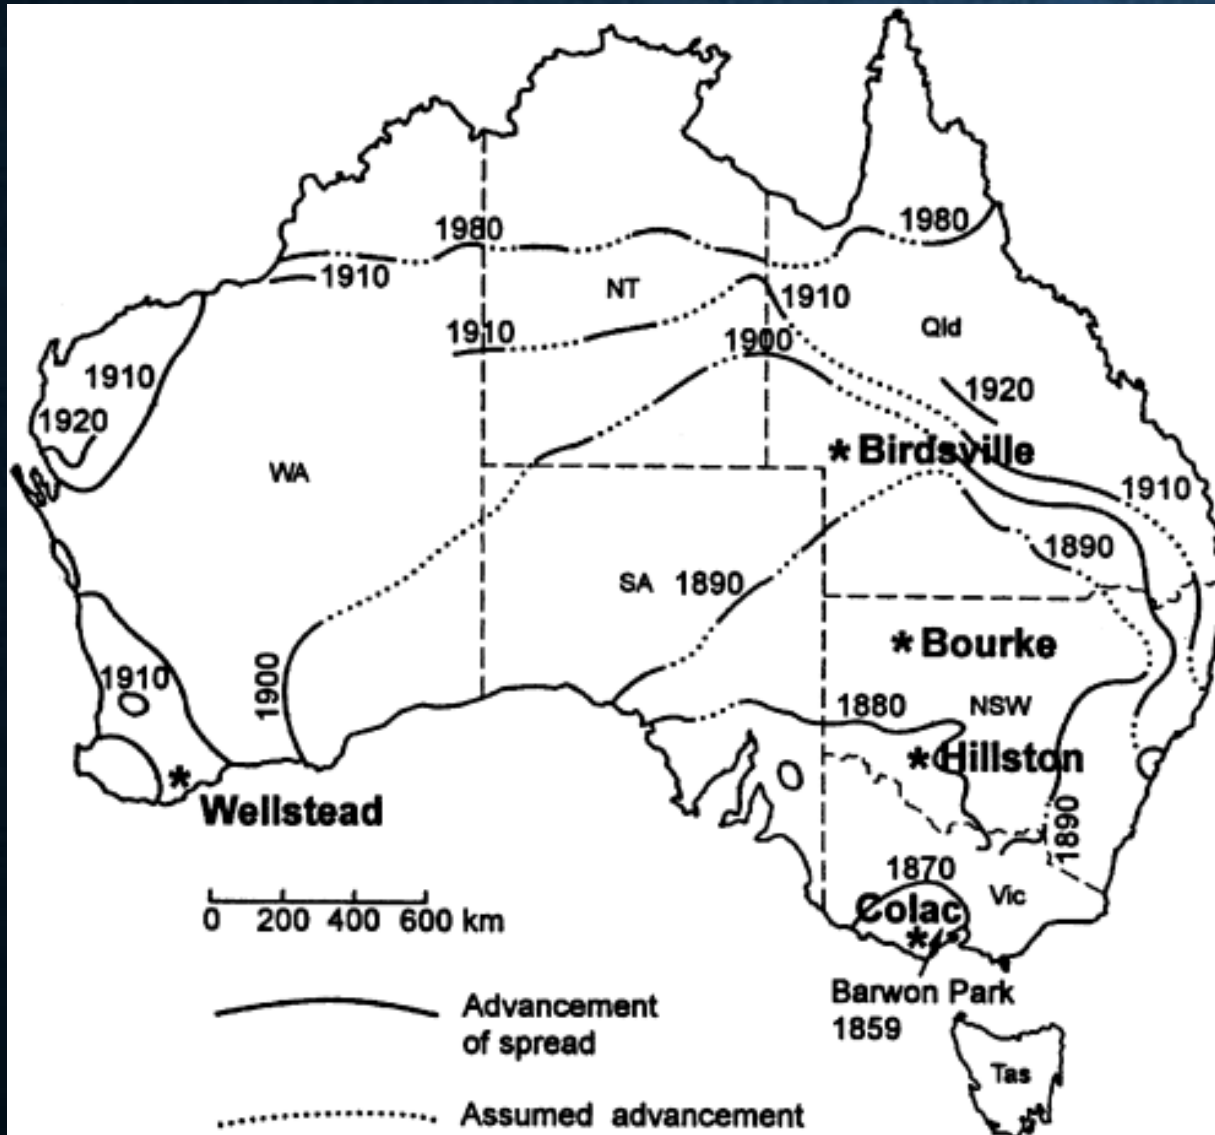 1980
1980
1910
NT
1910
1910
1900
Qld
1910
1920
1920
Birdsville
WA
1910
1890
SA
1890
Bourke
1910
1900
1880
NSW
Hillston
Wellstead
1890
1870
Vic
Colac
0 200 400 600 km
Barwon Park
1859
Advancement
of spread
Tas
Assumed advancement